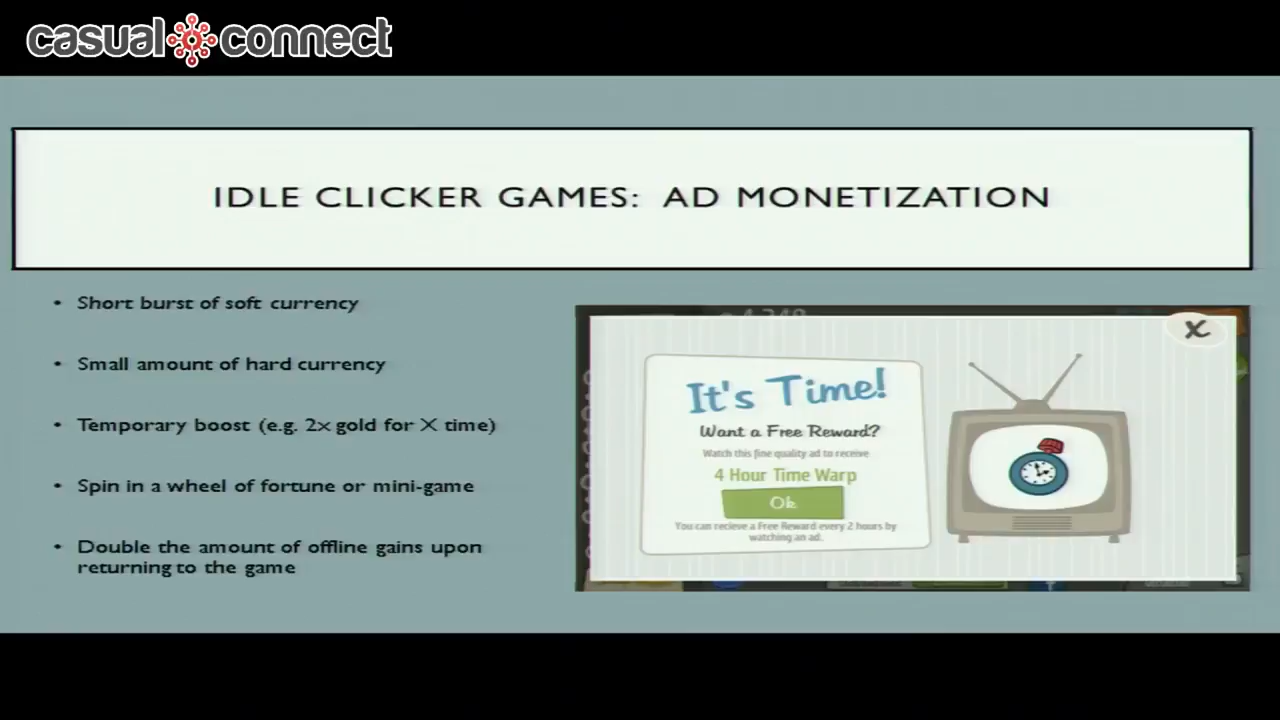 casual connect
IDLE CLICKER GAMES: AD MONETIZATION
• Short burst of soft currency
• Small amount of hard currency
• Temporary boost (e.g. 2x gold for X time)
• Spin in a wheel of fortune or mini-game
• Double the amount of offline gains upon
returning to the game
x
It's Time!
Want a Free Reward?
Watch this fine quality ad to receive
4 Hour Time Warp
Ok
You can recieve a Free Reward every 2 hours by
watching an ad.